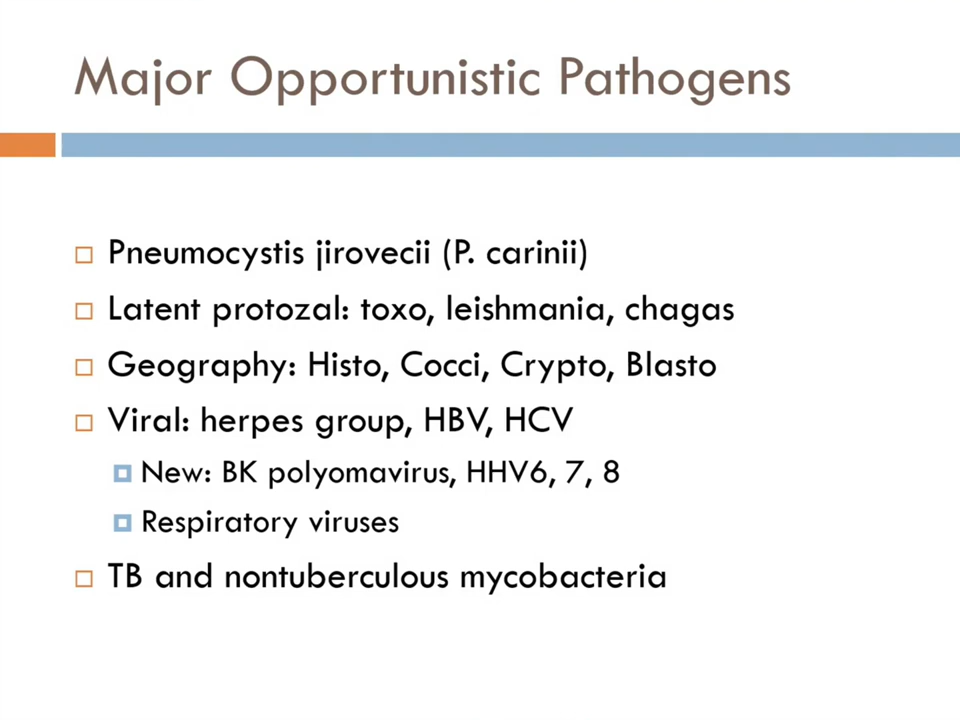 Major Opportunistic Pathogens
Pneumocystis jirovecii (P. carinii)
Latent protozal: toxo, leishmania, chagas
Geography: Histo, Cocci, Crypto, Blasto
Viral: herpes group, HBV, HCV
New: BK polyomavirus, HHV6, 7, 8
Respiratory viruses
TB and nontuberculous mycobacteria